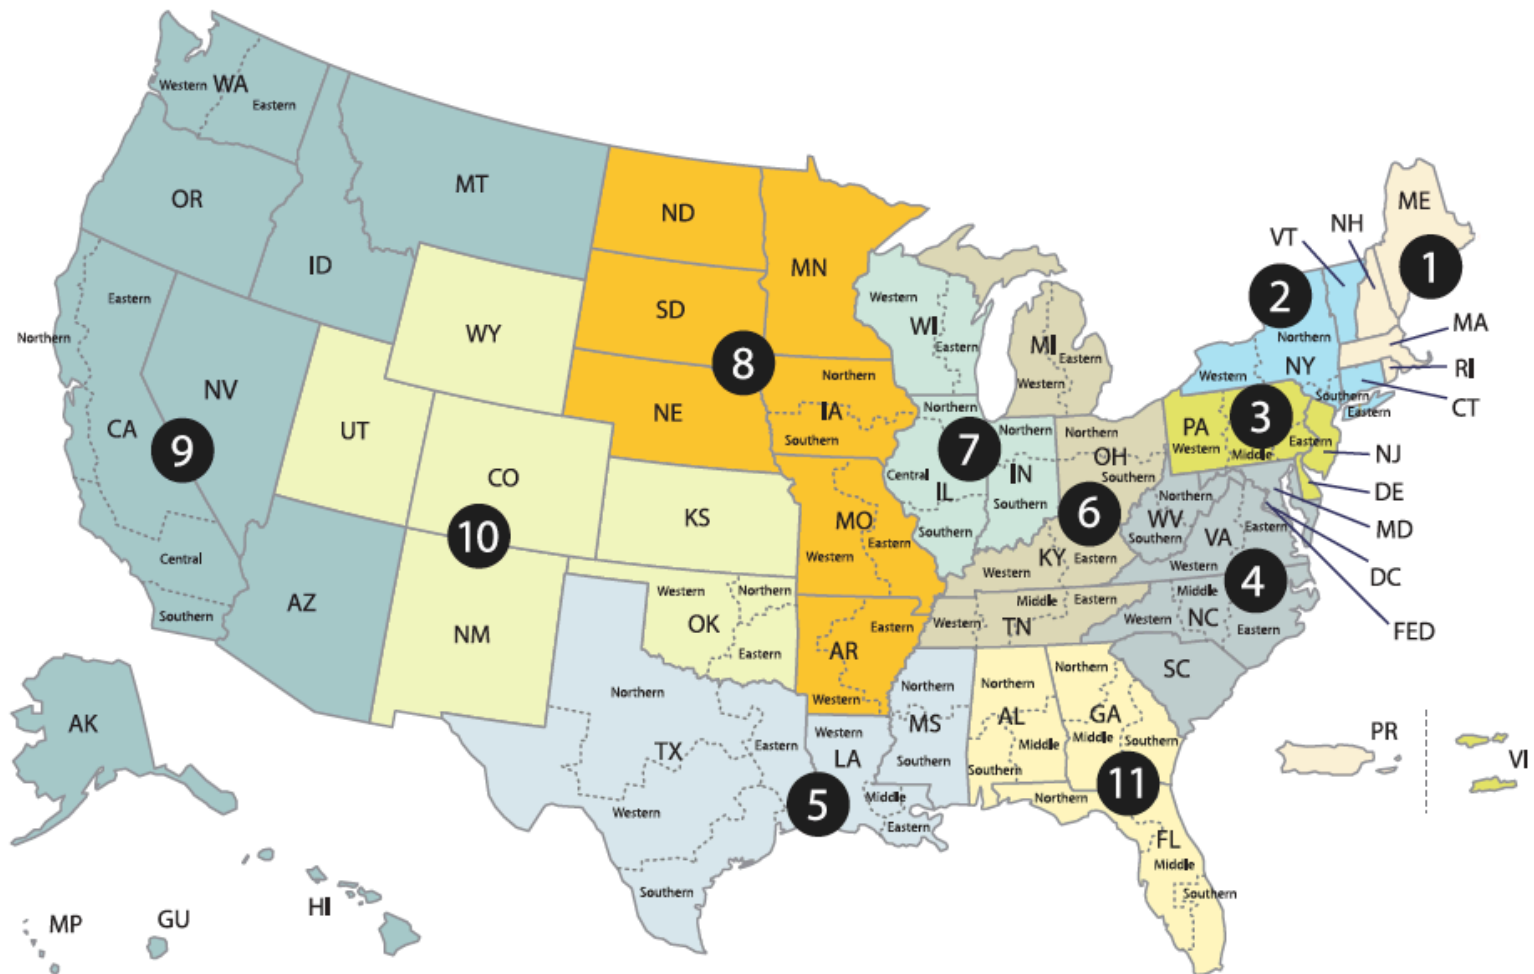 WA
Western
Eastern
OR
ID
MT
ND
MN
SD
WY
NE
8
Northern
IA
Southern
Northern
Eastern
NV
CA
9
Central
Southern
UT
CO
10
KS
AZ
NM
Western
Northern
OK
Eastern
MO
Western
Eastern
Eastern
AR
Western
Western
WI
Eastern
Northern
7
Central
IL
Southern
Northern
IN
Southern
MI
Eastern
Western
Northern
OH
Southern
6
KY
Western
Eastern
Middle
Eastern
Western
TN
ME
NH
VT
1
2
Northern
MA
Western
NY
RI
Southern
CT
Eastern
PA
3
Western
Middle
Eastern
NJ
DE
Northern
WV
Southern
VA
Eastern
MD
Western
4
DC
Middle
Western
NC
Eastern
FED
SC
Northern
TX
Eastern
Western
Southern
Western
LA
5
Middle
Eastern
Northern
MS
Southern
Northern
AL
Middle
Southern
Northern
GA
Middle
Southern
11
Northern
FL
Middle
Southern
PR
VI
AK
HI
GU
MP